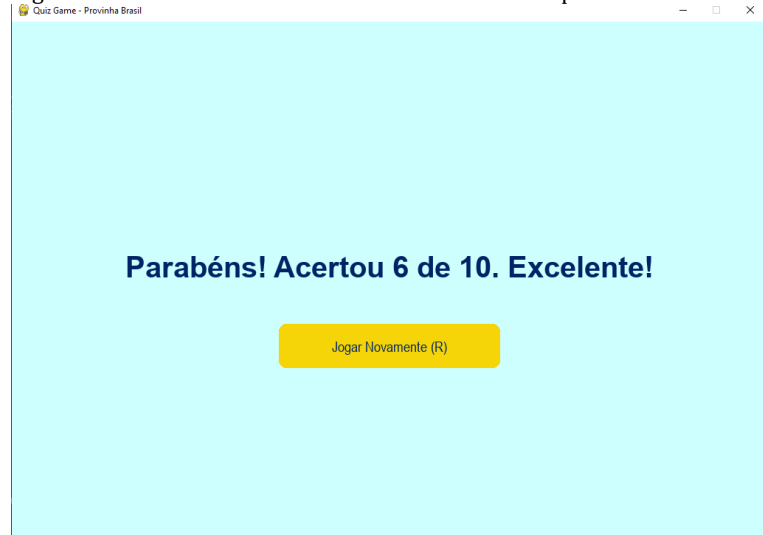 Quiz Game - Provinha Brasil
Parabéns! Acertou 6 de 10. Excelente!
Jogar Novamente (R)